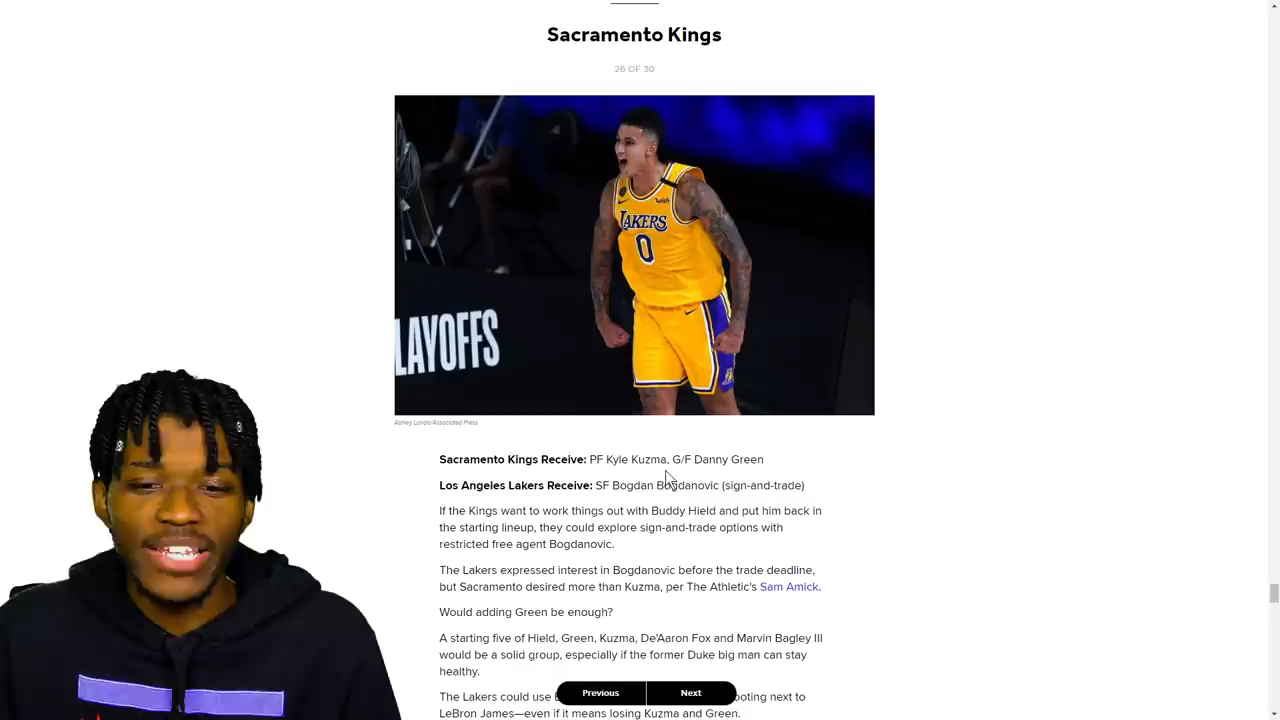 Sacramento Kings
26 OF 30
wish
LAKERS
0
LAYOFFS
Ashley Landis/Associated Press
Sacramento Kings Receive: PF Kyle Kuzma, G/F Danny Green
Los Angeles Lakers Receive: SF Bogdan Bogdanovic (sign-and-trade)
If the Kings want to work things out with Buddy Hield and put him back in
the starting lineup, they could explore sign-and-trade options with
restricted free agent Bogdanovic.
The Lakers expressed interest in Bogdanovic before the trade deadline,
but Sacramento desired more than Kuzma, per The Athletic's Sam Amick.
Would adding Green be enough?
A starting five of Hield, Green, Kuzma, De'Aaron Fox and Marvin Bagley III
would be a solid group, especially if the former Duke big man can stay
healthy.
Previous Next
The Lakers could use ooting next to
LeBron James—even if it means losing Kuzma and Green.